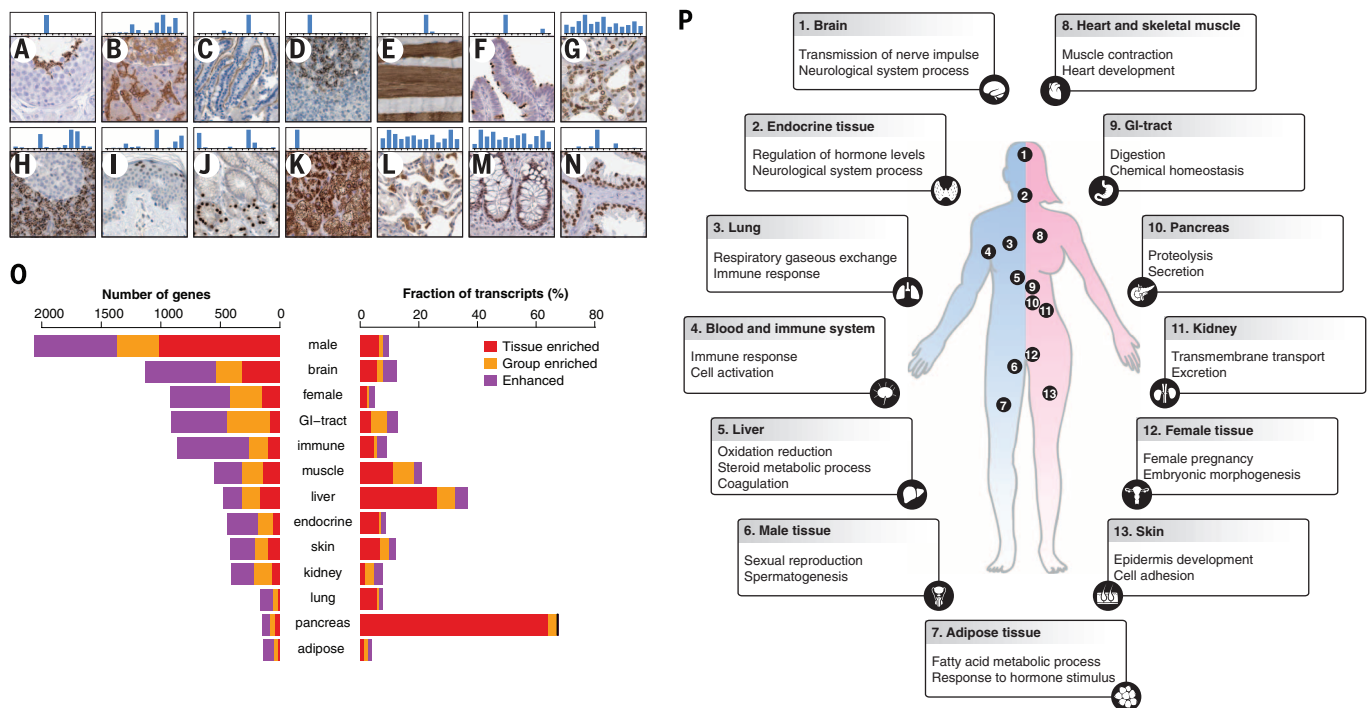 A
B
C
D
E
F
G
H
I
J
K
L
M
N
O
Number of genes
Fraction of transcripts (%)
2000 1500 1000 500 0
0 20 40 60 80
male
brain
female
GI–tract
immune
muscle
liver
endocrine
skin
kidney
lung
pancreas
adipose
Tissue enriched
Group enriched
Enhanced
P
1. Brain
Transmission of nerve impulse
Neurological system process
2. Endocrine tissue
Regulation of hormone levels
Neurological system process
3. Lung
Respiratory gaseous exchange
Immune response
4. Blood and immune system
Immune response
Cell activation
5. Liver
Oxidation reduction
Steroid metabolic process
Coagulation
6. Male tissue
Sexual reproduction
Spermatogenesis
7. Adipose tissue
Fatty acid metabolic process
Response to hormone stimulus
8. Heart and skeletal muscle
Muscle contraction
Heart development
9. GI-tract
Digestion
Chemical homeostasis
10. Pancreas
Proteolysis
Secretion
11. Kidney
Transmembrane transport
Excretion
12. Female tissue
Female pregnancy
Embryonic morphogenesis
13. Skin
Epidermis development
Cell adhesion
1
2
3
8
4
5
9
10
11
12
6
13
7